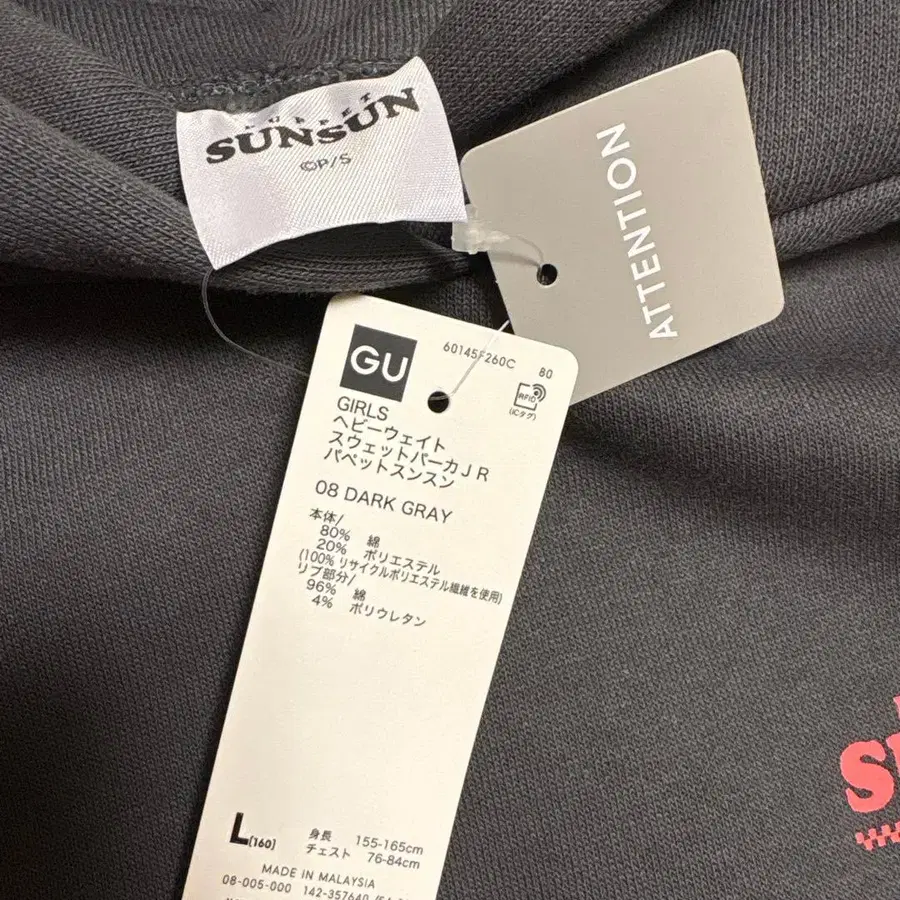 PUPPET
SUNSUN
©P/S
ATTENTION
GU
60145F260C 80
RFID
(ICタグ)
GIRLS
ヘビーウェイト
スウェットパーカJR
パペットスンスン
08 DARK GRAY
本体/
80% 綿
20% ポリエステル
(100% リサイクルポリエステル繊維を使用)
リブ部分/
96% 綿
4% ポリウレタン
L(160) 身長 155-165cm
チェスト 76-84cm
MADE IN MALAYSIA
08-005-000 142-357640